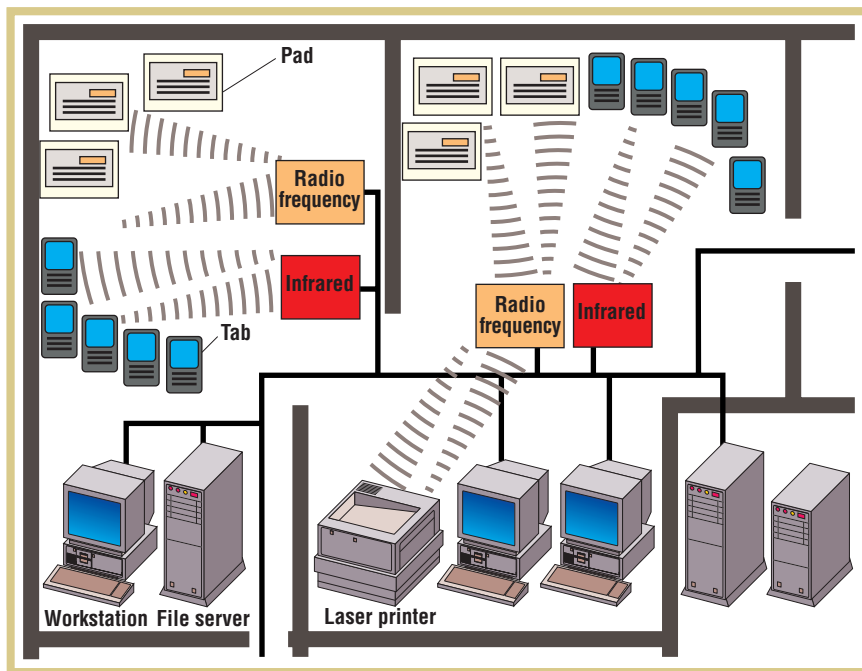 Pad
Radio
frequency
Infrared
Tab
Radio
frequency
Infrared
Workstation
File server
Laser printer